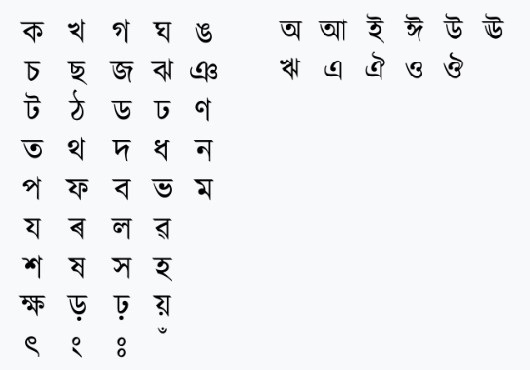 ক খ গ ঘ ঙ
চ ছ জ ঝ ঞ
ট ঠ ড ঢ ণ
ত থ দ ধ ন
প ফ ব ভ ম
য ৰ ল ৱ
শ ষ স হ
ক্ষ ড় ঢ় য়
ৎ ং ঃ ঁ
অ আ ই ঈ উ ঊ
ঋ এ ঐ ও ঔ